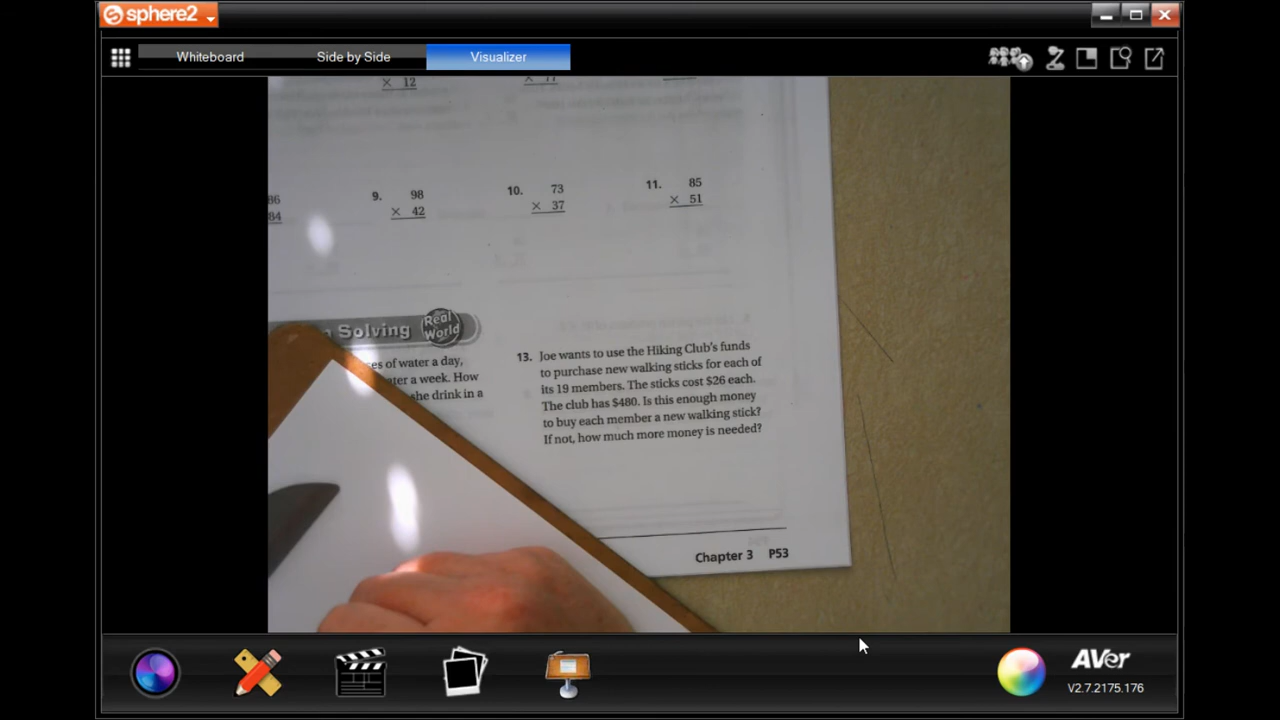 sphere2
Whiteboard Side by Side Visualizer
× 12
86 9. 98 10. 73 11. 85
84 × 42 × 37 × 51
Solving Real World
es of water a day,
ater a week. How
she drink in a
13. Joe wants to use the Hiking Club's funds
to purchase new walking sticks for each of
its 19 members. The sticks cost $26 each.
The club has $480. Is this enough money
to buy each member a new walking stick?
If not, how much more money is needed?
Chapter 3 P53
AVer
V2.7.2175.176